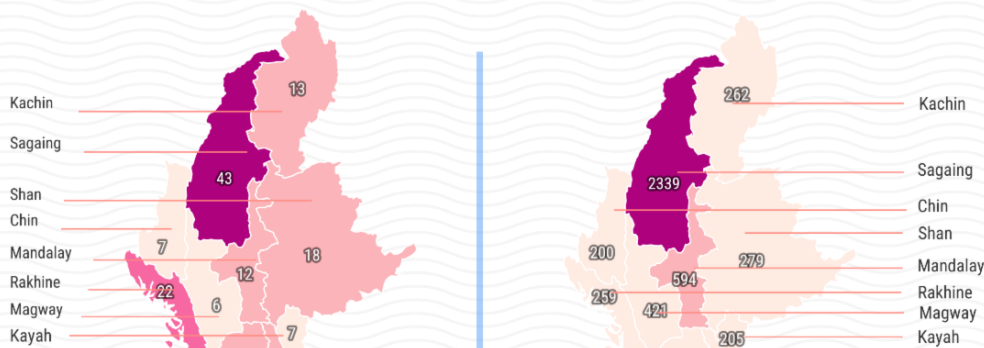 Kachin
13
Sagaing
43
Shan
Chin
7
Mandalay
18
12
Rakhine
22
Magway
6
Kayah
7
262
Kachin
Sagaing
2339
Chin
Shan
200
279
Mandalay
594
259
Rakhine
421
Magway
205
Kayah